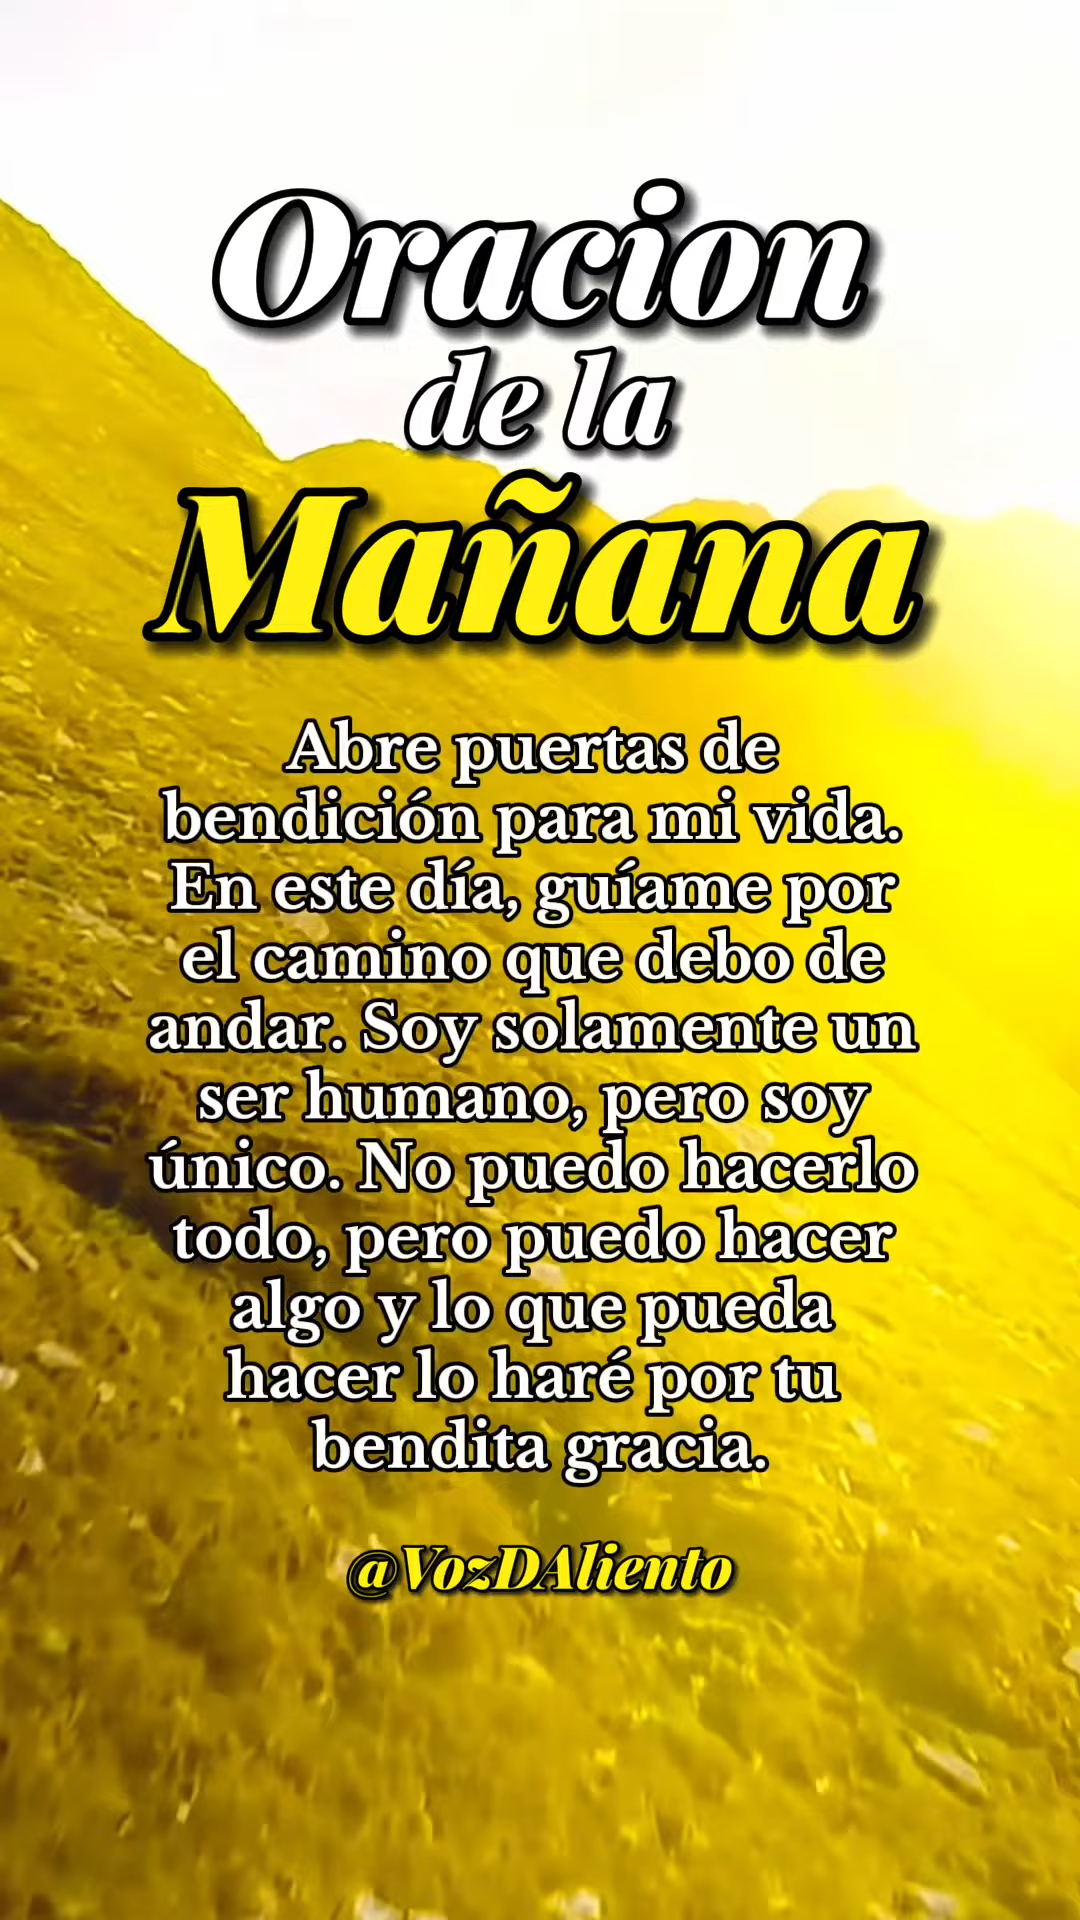 Oracion
de la
Mañana
Abre puertas de
bendición para mi vida.
En este día, guíame por
el camino que debo de
andar. Soy solamente un
ser humano, pero soy
único. No puedo hacerlo
todo, pero puedo hacer
algo y lo que pueda
hacer lo haré por tu
bendita gracia.
@VozDAliento